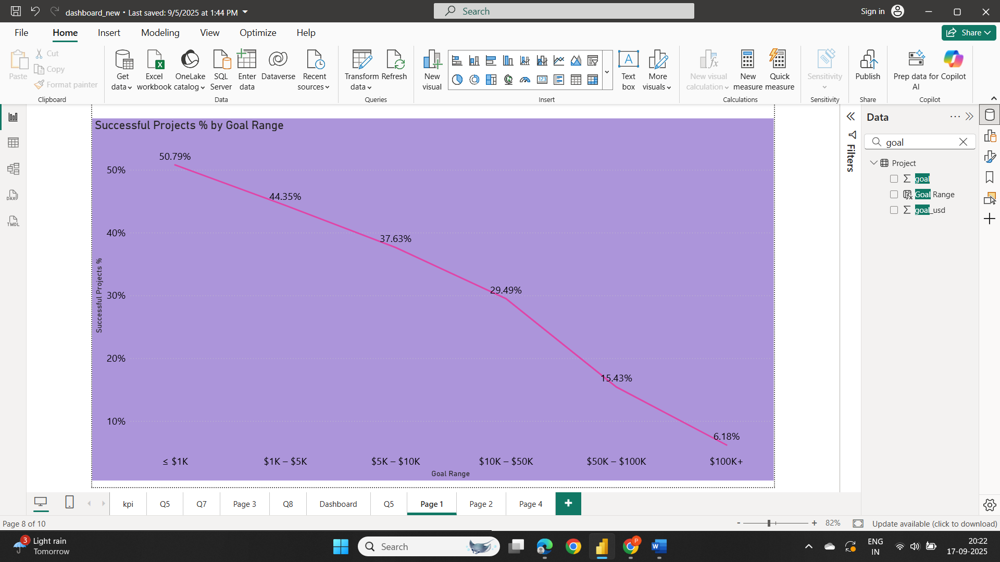 dashboard_new • Last saved: 9/5/2025 at 1:44 PM
Search
Sign in
File Home Insert Modeling View Optimize Help
Share
Paste
Cut
Copy
Format painter
Clipboard
Get data
Excel workbook
OneLake catalog
SQL Server
Enter data
Dataverse
Recent sources
Data
Transform data
Refresh
Queries
New visual
Text box
More visuals
Insert
New visual calculation
New measure
Quick measure
Calculations
Sensitivity
Sensitivity
Publish
Share
Prep data for AI
Copilot
Copilot
DAX
TMDL
Successful Projects % by Goal Range
Successful Projects %
50%
40%
30%
20%
10%
50.79%
44.35%
37.63%
29.49%
15.43%
6.18%
≤ $1K
$1K – $5K
$5K – $10K
$10K – $50K
$50K – $100K
$100K+
Goal Range
Filters
Data
goal
Project
goal
Goal Range
goal_usd
kpi
Q5
Q7
Page 3
Q8
Dashboard
Q5
Page 1
Page 2
Page 4
Page 8 of 10
82%
Update available (click to download)
3
Light rain
Tomorrow
Search
P
W
ENG
IN
20:22
17-09-2025